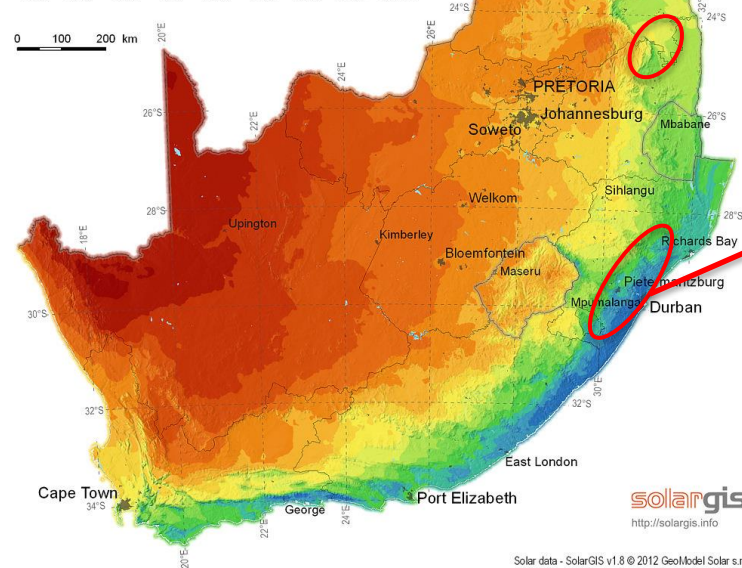 24°S
24°S
32°E
0 100 200 km
20°E
26°E
24°E
22°E
PRETORIA
Johannesburg
Soweto
26°S
26°S
Mbabane
Sihlangu
Welkom
28°S
28°S
Upington
Kimberley
18°E
Richards Bay
Bloemfontein
Maseru
Pietermaritzburg
Mpumalanga
Durban
30°S
30°E
32°S
32°S
East London
Cape Town
Port Elizabeth
34°S
George
22°E
24°E
20°E
solargis
http://solargis.info
Solar data - SolarGIS v1.8 © 2012 GeoModel Solar s.r